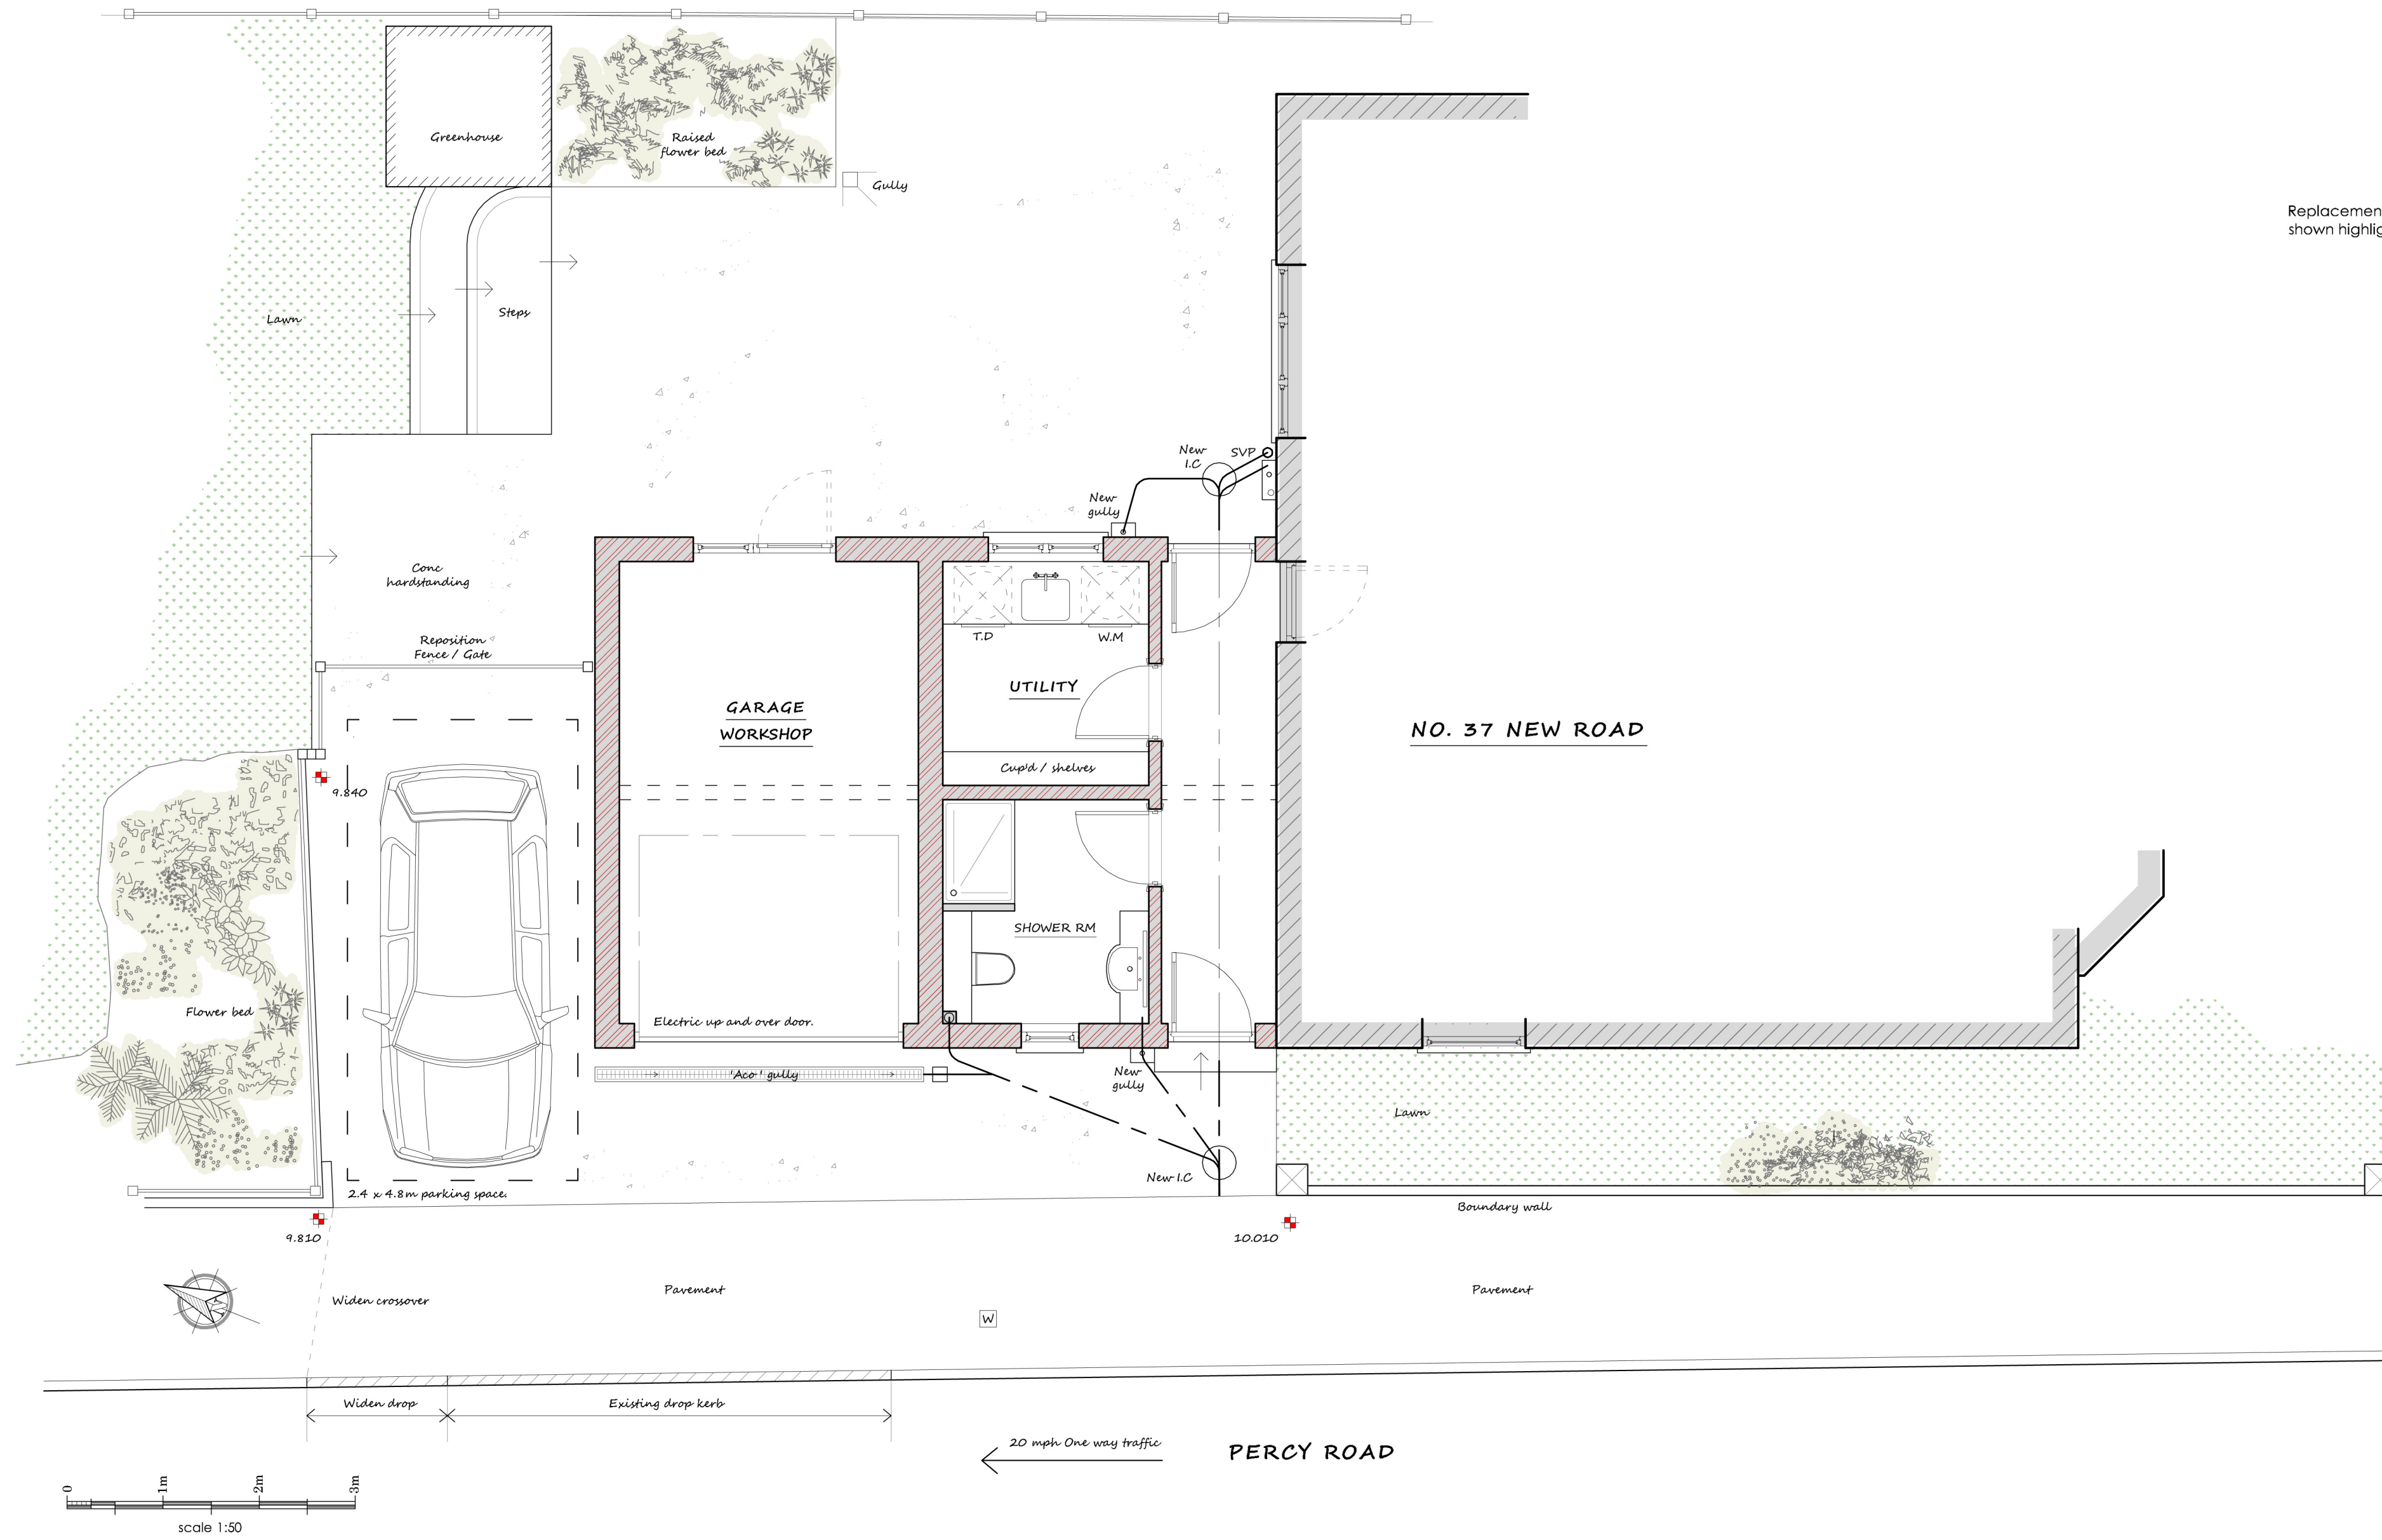 Greenhouse
Raised
flower bed
Gully
Replacemen
shown highlig
Lawn
Steps
New
I.C
SVP
New
gully
Conc
hardstanding
Reposition
Fence / Gate
T.D
W.M
UTILITY
GARAGE
WORKSHOP
NO. 37 NEW ROAD
Cup'd / shelves
9.840
SHOWER RM
Flower bed
Electric up and over door.
'Aco' gully
New
gully
Lawn
New I.C
2.4 x 4.8m parking space.
Boundary wall
9.810
10.010
Widen crossover
Pavement
Pavement
W
Widen drop
Existing drop kerb
20 mph One way traffic
PERCY ROAD
0
1m
2m
3m
scale 1:50